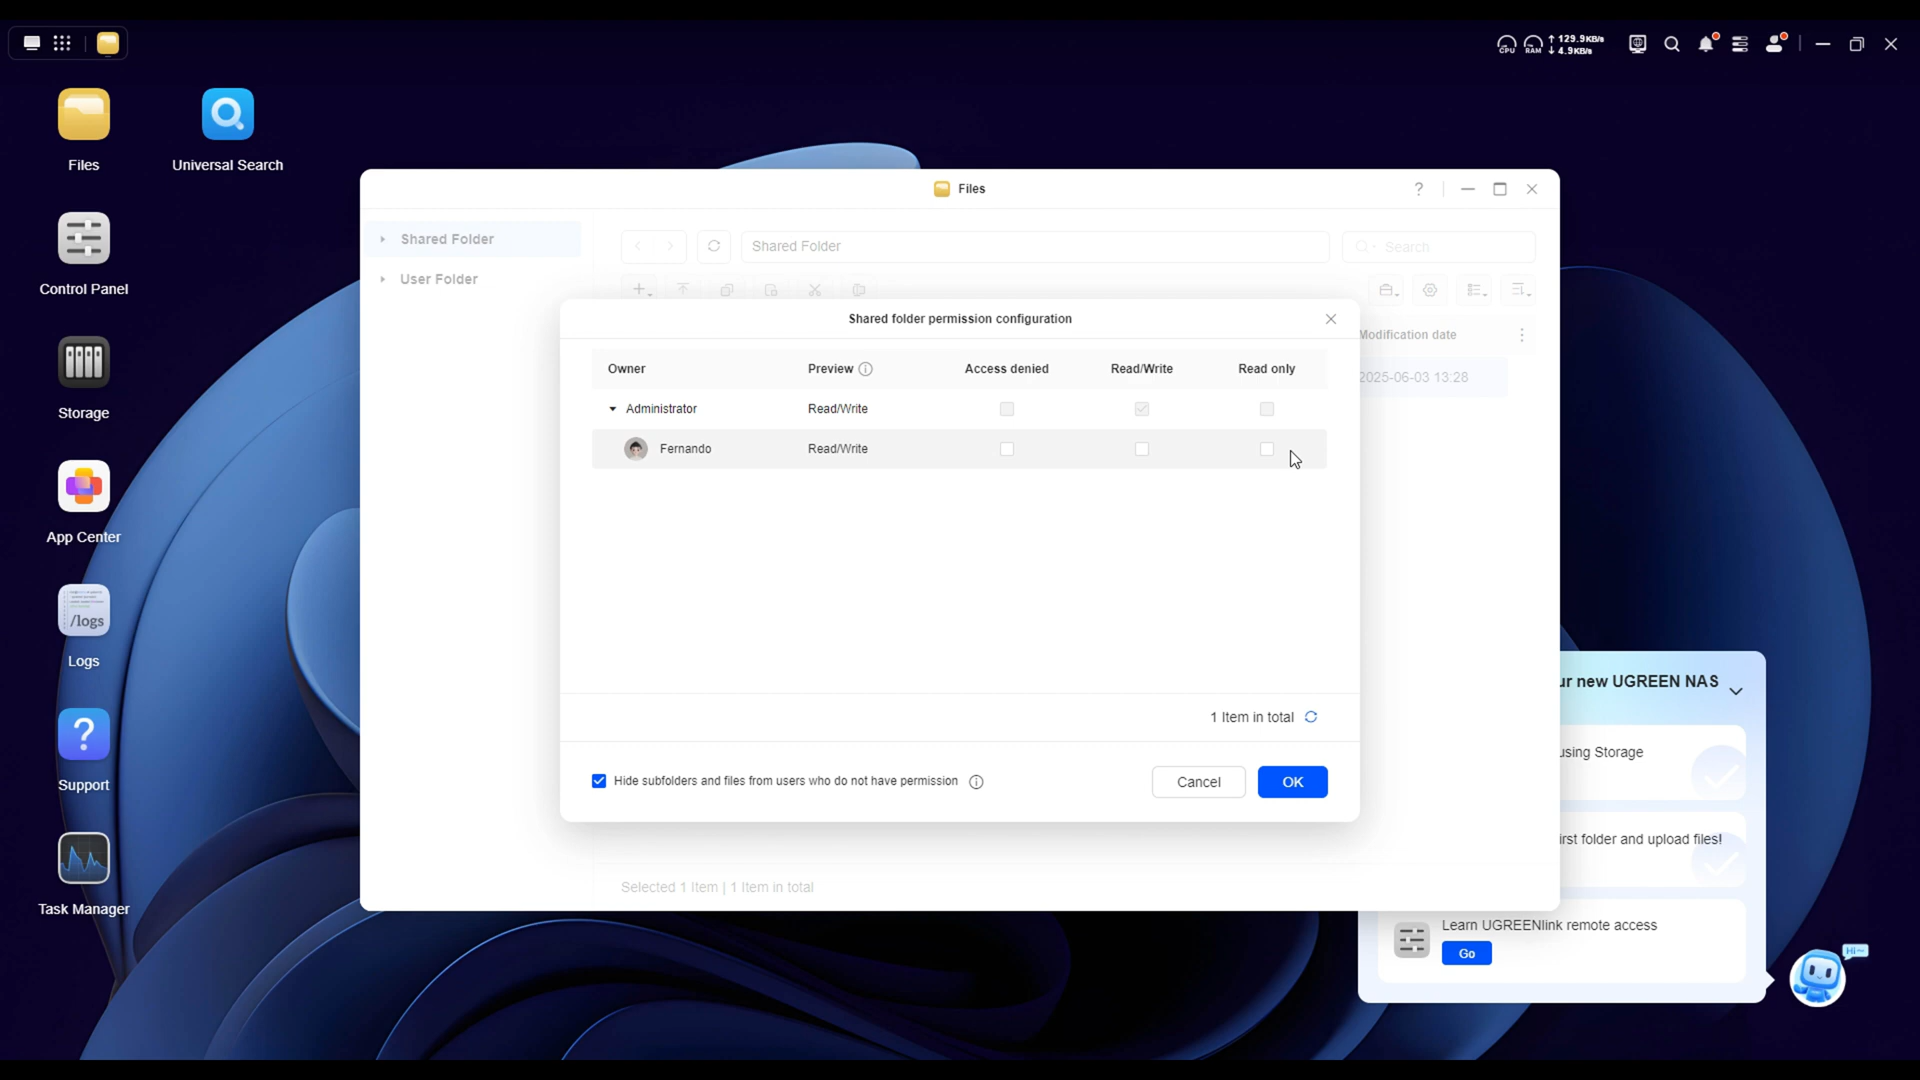 CPU
RAM
129.9KB/s
4.9KB/s
Files
Universal Search
Control Panel
Storage
App Center
/logs
Logs
Support
Task Manager
Files
Shared Folder
User Folder
Shared Folder
Search
Modification date
2025-06-03 13:28
Shared folder permission configuration
Owner Preview Access denied Read/Write Read only
Administrator Read/Write
Fernando Read/Write
1 Item in total
Hide subfolders and files from users who do not have permission
Cancel
OK
Selected 1 Item | 1 Item in total
ur new UGREEN NAS
using Storage
irst folder and upload files!
Learn UGREENlink remote access
Go
Hi~